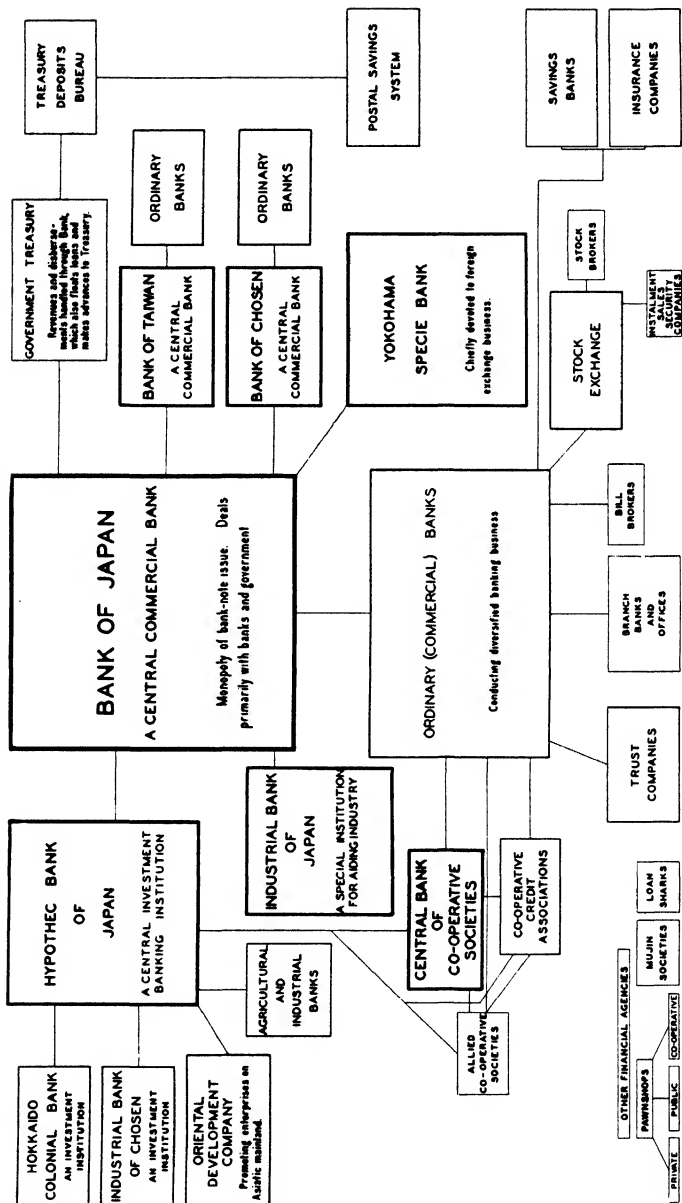 HOKKAIDO
COLONIAL BANK
AN INVESTMENT
INSTITUTION
INDUSTRIAL BANK
OF CHOSEN
AN INVESTMENT
INSTITUTION
ORIENTAL
DEVELOPMENT
COMPANY
Promoting enterprises on
Asiatic mainland.
HYPOTHEC BANK
OF
JAPAN
A CENTRAL INVESTMENT
BANKING INSTITUTION
AGRICULTURAL
AND
INDUSTRIAL
BANKS
BANK OF JAPAN
A CENTRAL COMMERCIAL BANK
Monopoly of bank-note issue. Deals
primarily with banks and government
INDUSTRIAL BANK
OF
JAPAN
A SPECIAL INSTITUTION
FOR AIDING INDUSTRY
GOVERNMENT TREASURY
Revenues and disburse-
ments handled through Bank,
which also floats loans and
makes advances to Treasury.
TREASURY
DEPOSITS
BUREAU
POSTAL SAVINGS
SYSTEM
BANK OF TAIWAN
A CENTRAL
COMMERCIAL BANK
ORDINARY
BANKS
BANK OF CHOSEN
A CENTRAL
COMMERCIAL BANK
ORDINARY
BANKS
YOKOHAMA
SPECIE BANK
Chiefly devoted to foreign
exchange business.
CENTRAL BANK
OF
CO-OPERATIVE
SOCIETIES
ALLIED
CO-OPERATIVE
SOCIETIES
CO-OPERATIVE
CREDIT
ASSOCIATIONS
ORDINARY (COMMERCIAL) BANKS
Conducting diversified banking business
SAVINGS
BANKS
INSURANCE
COMPANIES
STOCK
EXCHANGE
STOCK
BROKERS
INSTALMENT
SALES
SECURITY
COMPANIES
TRUST
COMPANIES
BRANCH
BANKS
AND
OFFICES
BILL
BROKERS
OTHER FINANCIAL AGENCIES
PAWNSHOPS
PRIVATE
PUBLIC
CO-OPERATIVE
MUJIN
SOCIETIES
LOAN
SHARKS